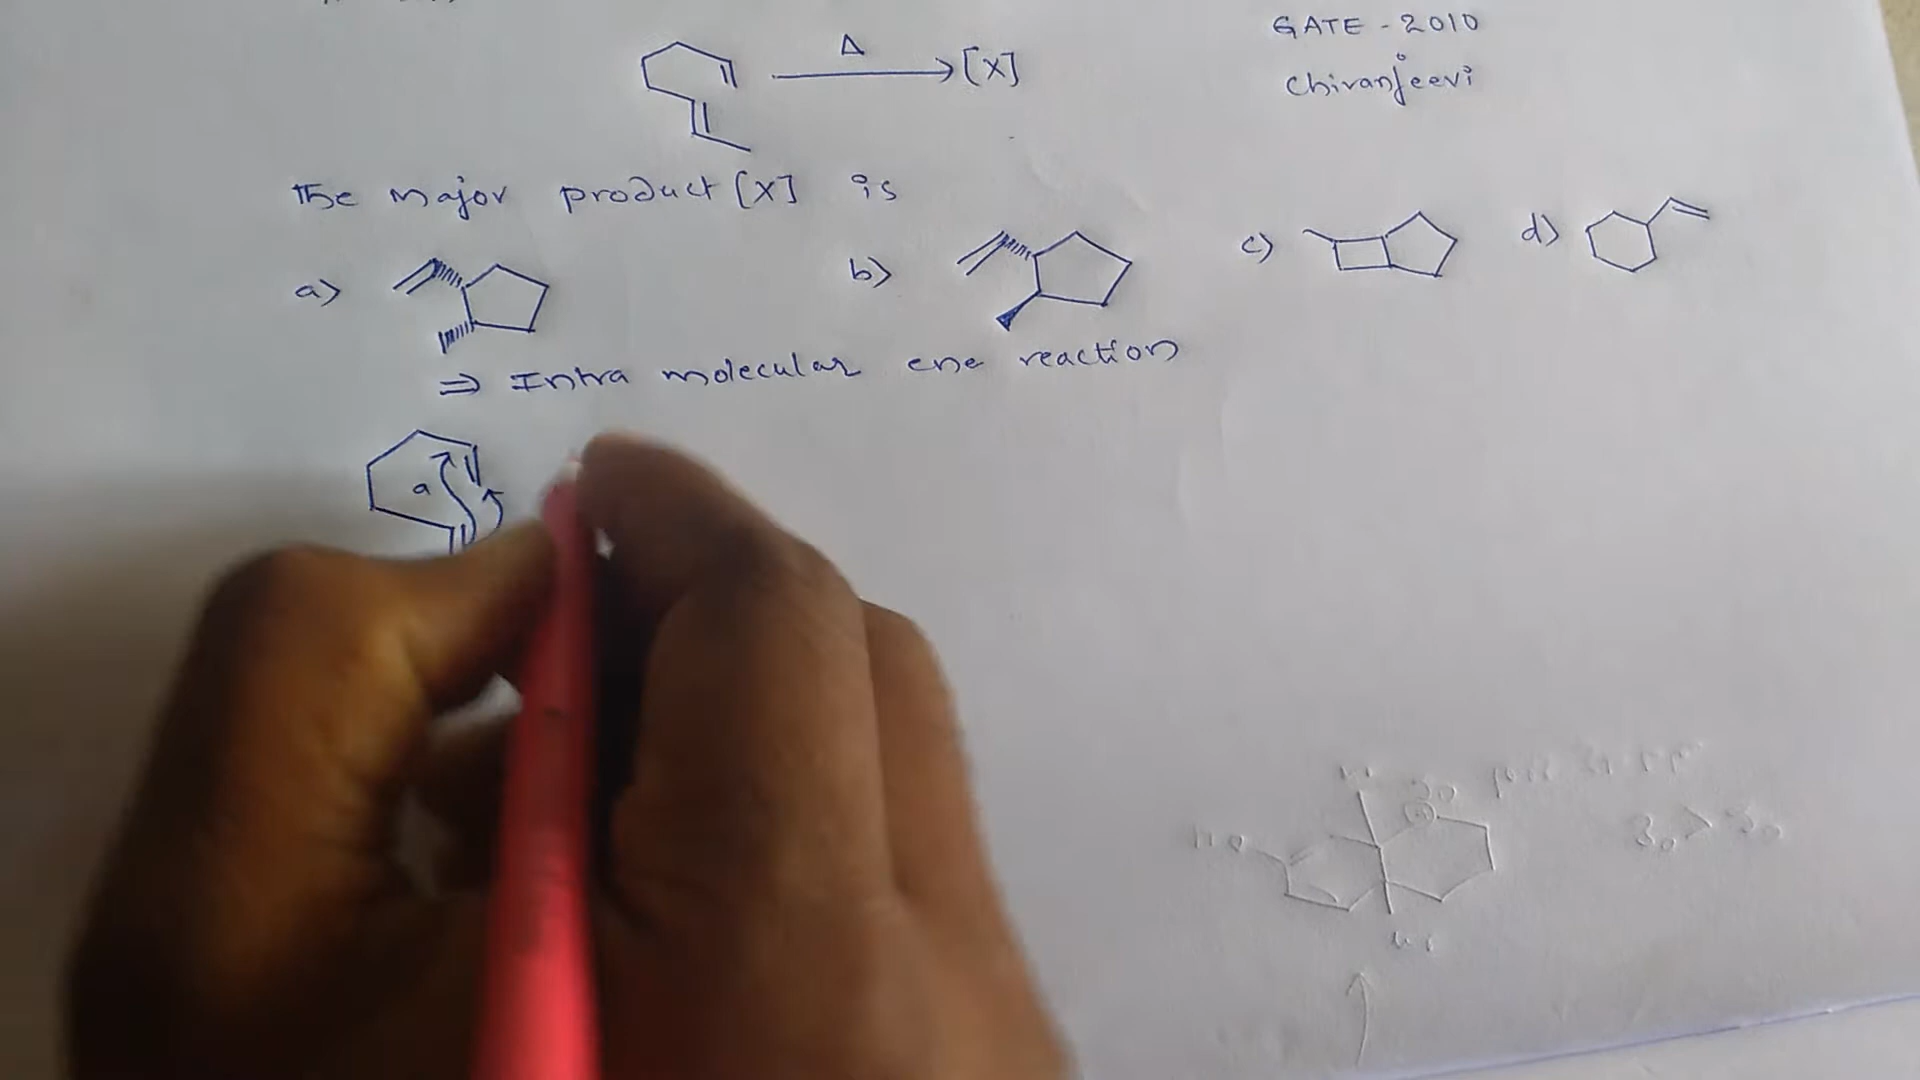 GATE - 2010
Chiranjeevi
Δ
[X]
The major product [X] is
a)
b)
c)
d)
⇒ Intra molecular ene reaction
a